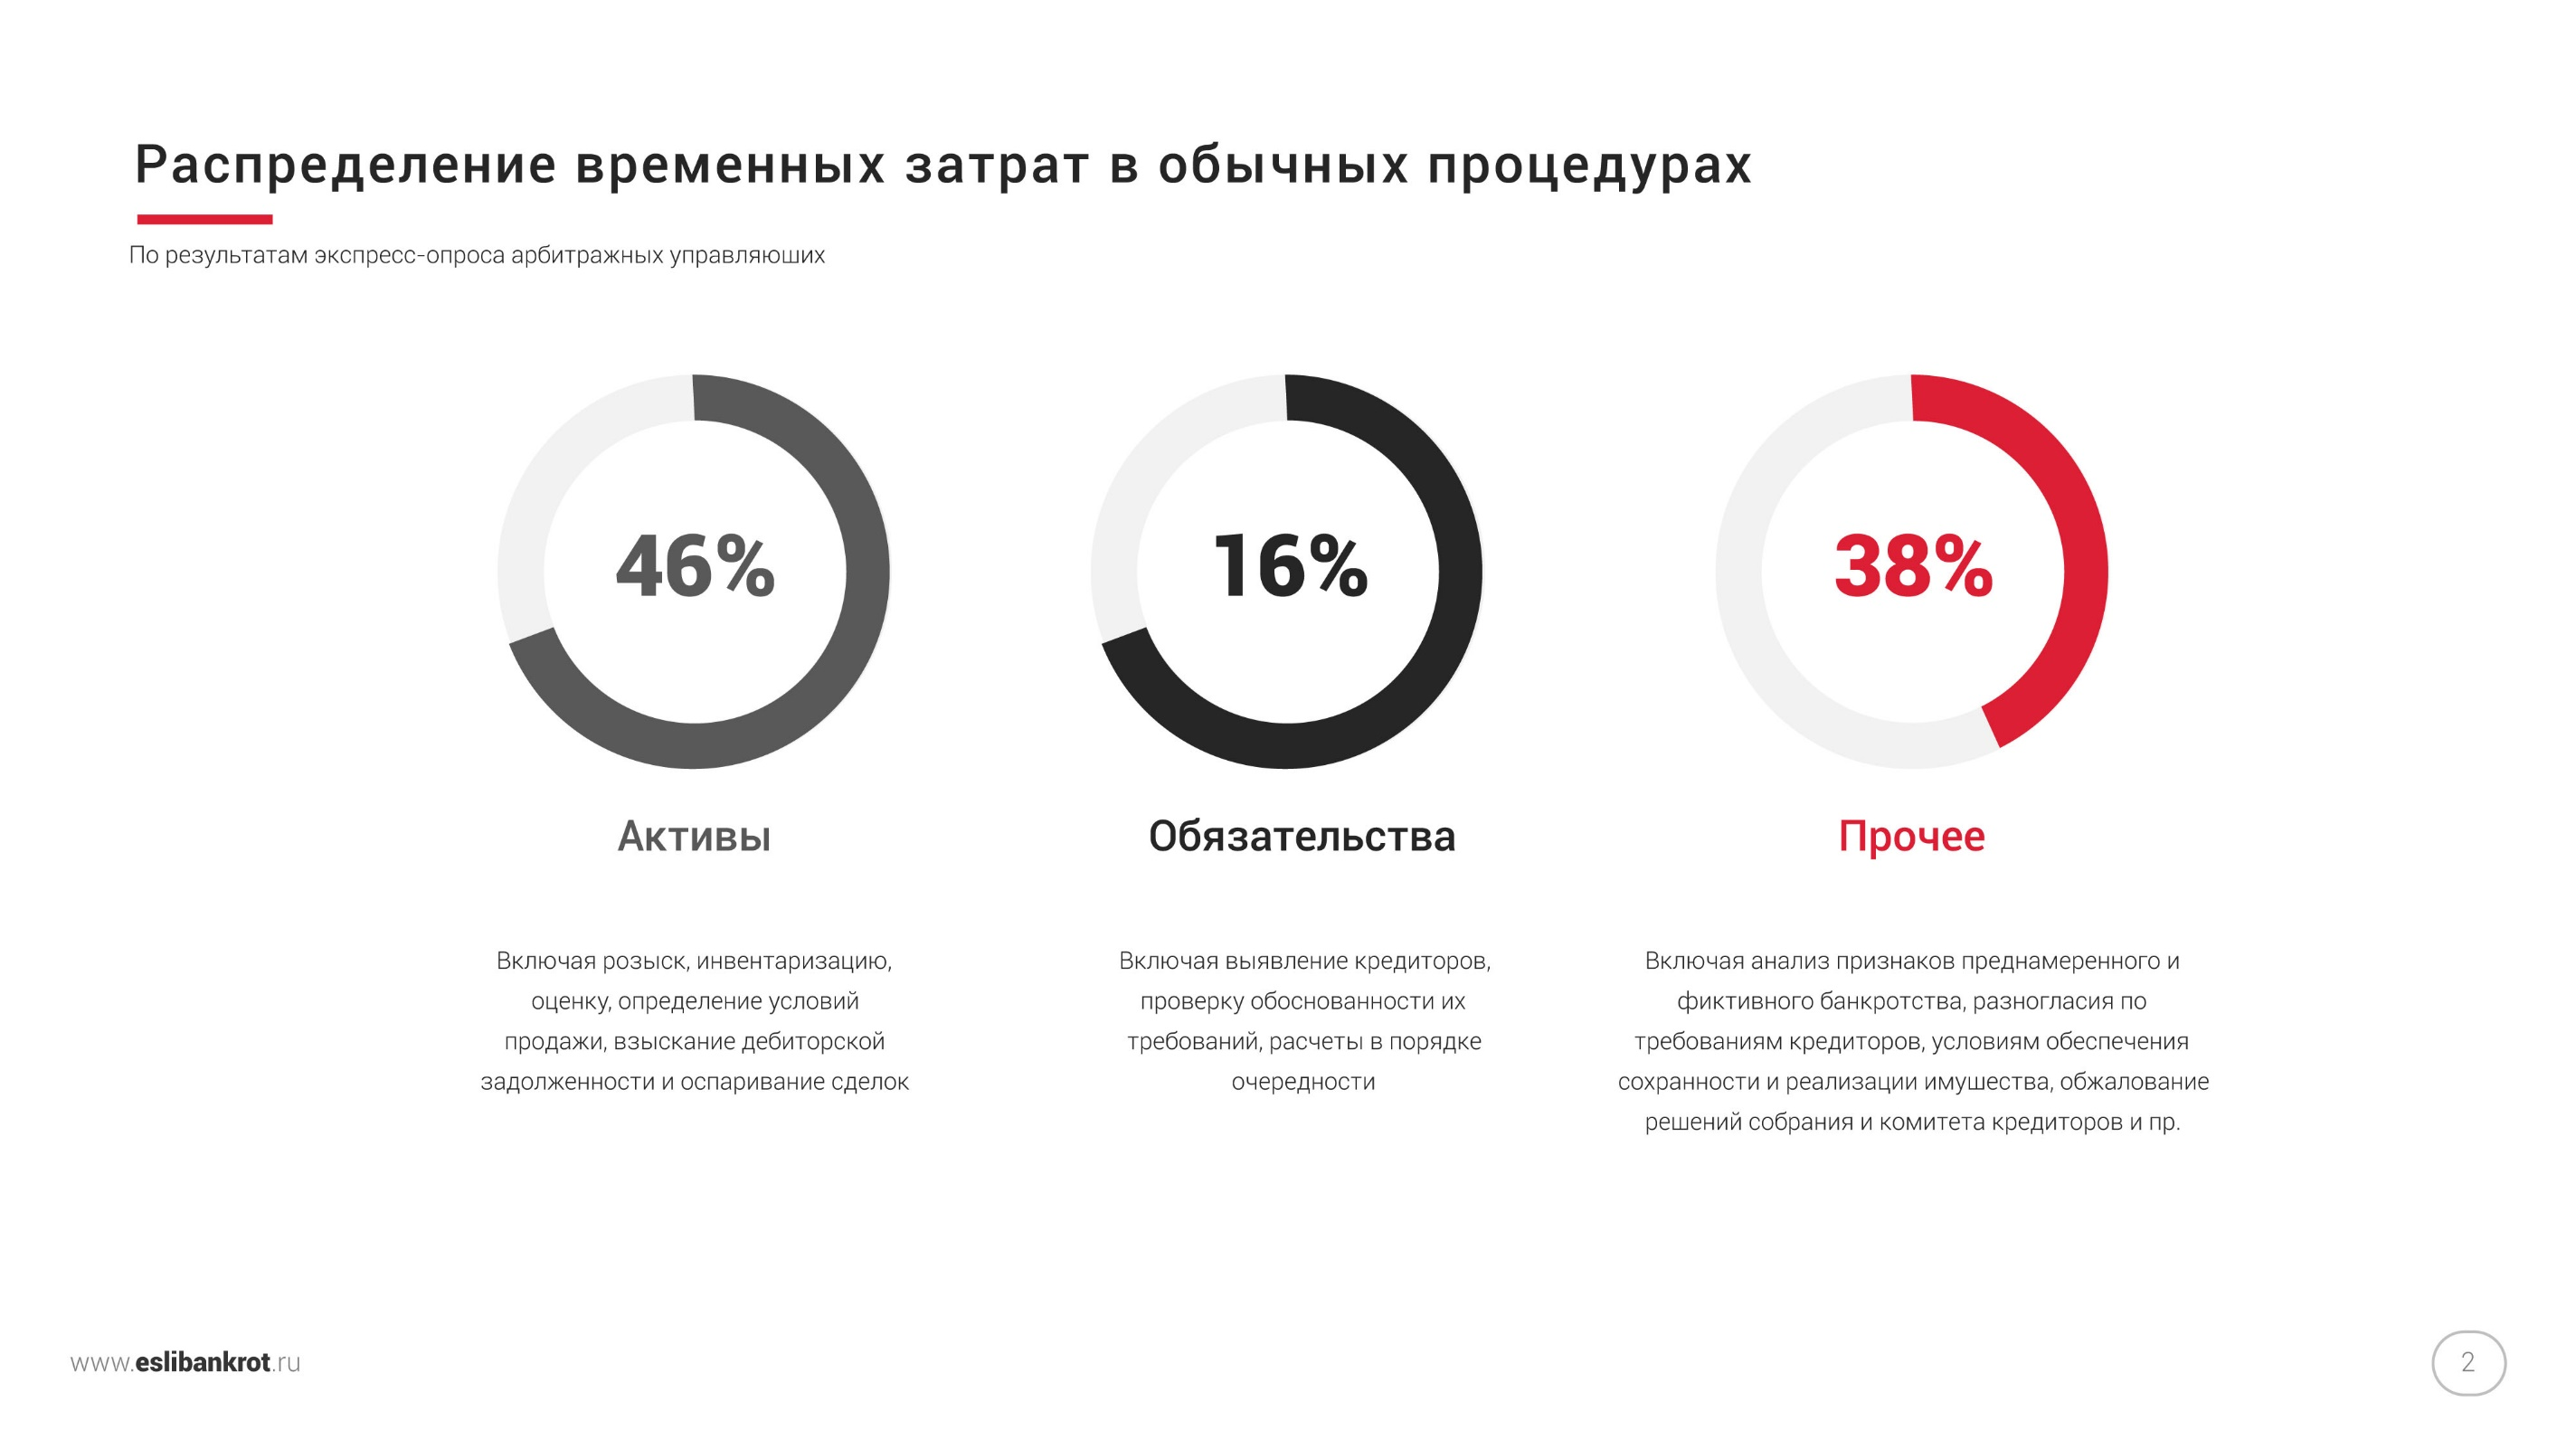 Распределение временных затрат в обычных процедурах
По результатам экспресс-опроса арбитражных управляюших
46%
16%
38%
Активы
Обязательства
Прочее
Включая розыск, инвентаризацию,
оценку, определение условий
продажи, взыскание дебиторской
задолженности и оспаривание сделок
Включая выявление кредиторов,
проверку обоснованности их
требований, расчеты в порядке
очередности
Включая анализ признаков преднамеренного и
фиктивного банкротства, разногласия по
требованиям кредиторов, условиям обеспечения
сохранности и реализации имущества, обжалование
решений собрания и комитета кредиторов и пр.
www.eslibankrot.ru
2